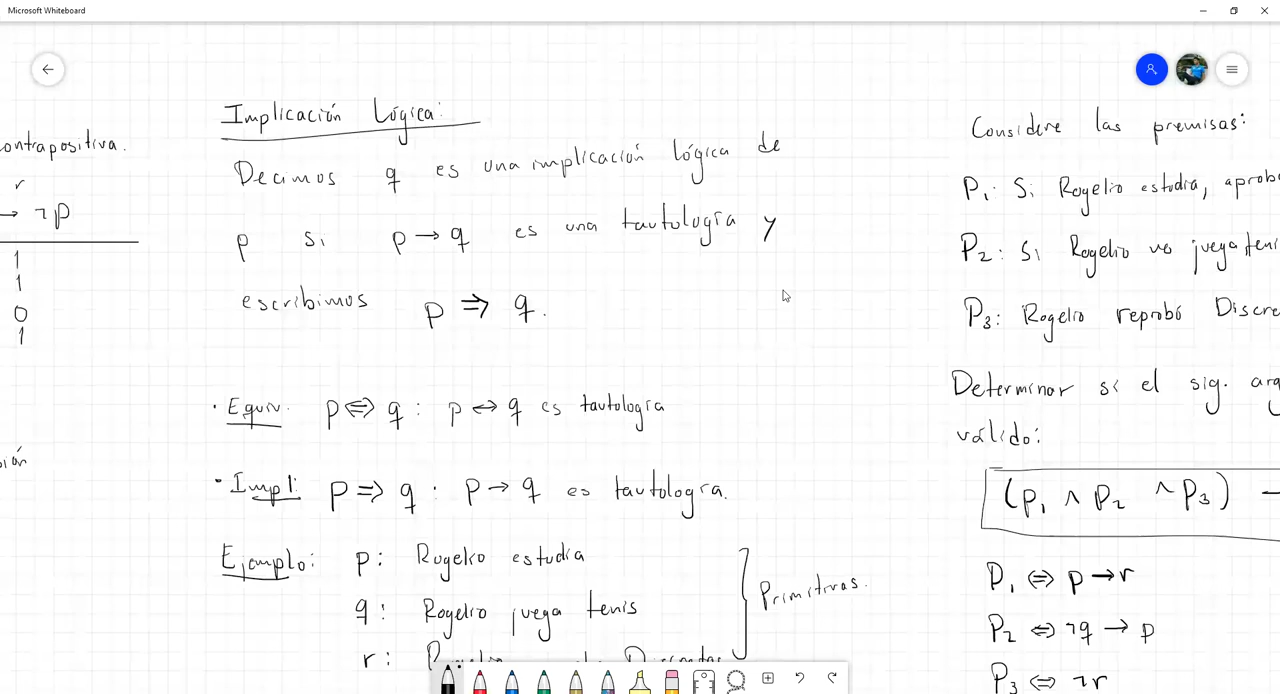 Microsoft Whiteboard
ontrapositiva.
r
→ ¬p
1
1
0
1
ión
Implicación Lógica:
Decimos q es una implicación lógica de
p si p → q es una tautología y
escribimos p ⇒ q.
· Equiv. p ⇔ q : p ↔ q es tautología
· Impl: p ⇒ q : p → q es tautología.
Ejemplo: p: Rogelio estudia
q: Rogelio juega tenis
r:
Primitivas.
Considere las premisas:
P₁: Si Rogelio estudia, aprob
P₂: Si Rogelio no juega teni
P₃: Rogelio reprobó Discre
Determinar si el sig. arg
válido:
(p₁ ∧ p₂ ∧ p₃) →
P₁ ⇔ p → r
P₂ ⇔ ¬q → p
P₃ ⇔ ¬r